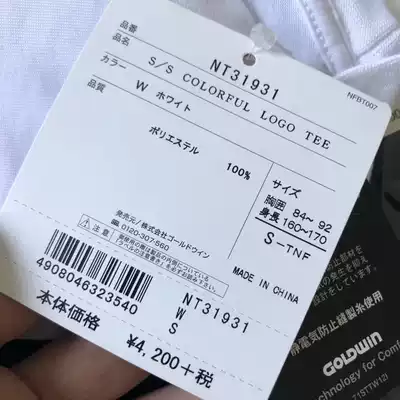 品番 NT31931
品名 S/S COLORFUL LOGO TEE
カラー W ホワイト
NFBT007
品質
ポリエステル 100%
サイズ
胸囲 84~ 92
身長 160~170
S-TNF
発売元/株式会社ゴールドウイン
☎0120-307-560
⚠注意
MADE IN CHINA
4908046323540
NT31931
W
S
本体価格
¥4,200+税
静電気防止縫製糸使用
GOLDWIN